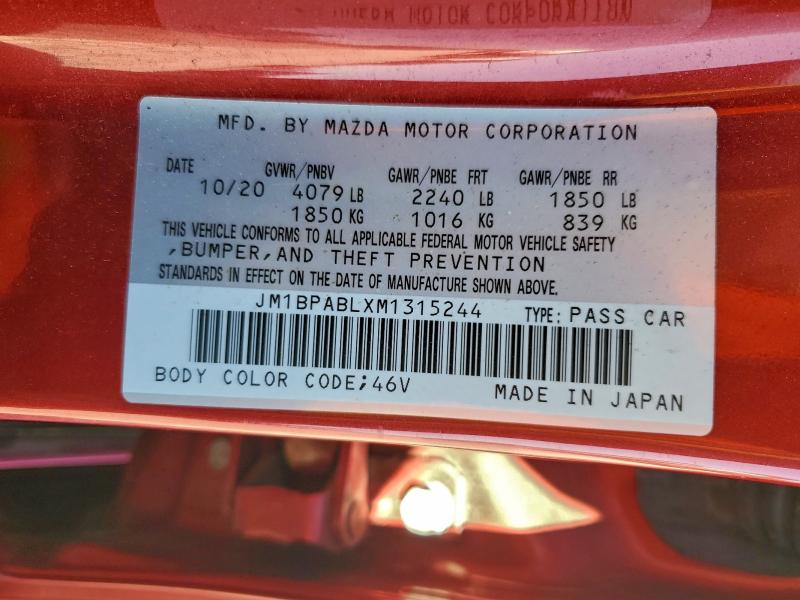 MFD. BY MAZDA MOTOR CORPORATION
DATE GVWR/PNBV GAWR/PNBE FRT GAWR/PNBE RR
10/20 4079 LB 2240 LB 1850 LB
1850 KG 1016 KG 839 KG
THIS VEHICLE CONFORMS TO ALL APPLICABLE FEDERAL MOTOR VEHICLE SAFETY
,BUMPER,AND THEFT PREVENTION
STANDARDS IN EFFECT ON THE DATE OF MANUFACTURE SHOWN ABOVE.
JM1BPABLXM1315244 TYPE: PASS CAR
BODY COLOR CODE;46V MADE IN JAPAN